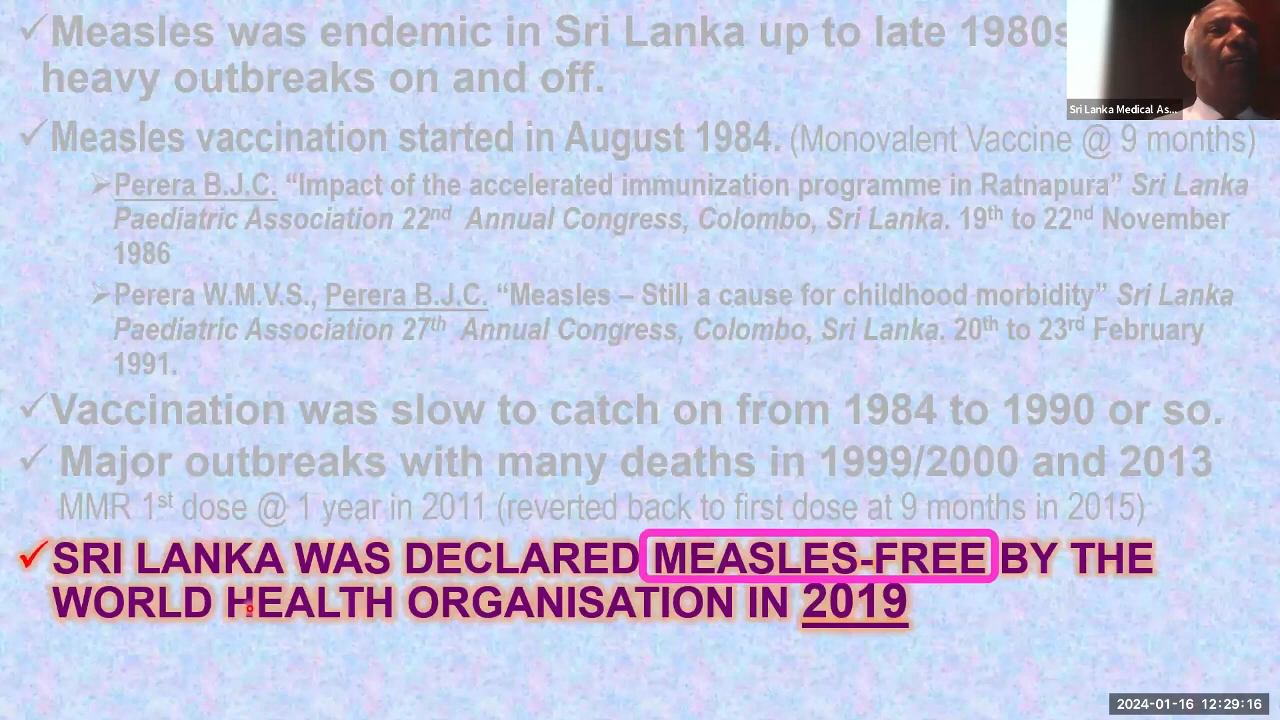 ✓Measles was endemic in Sri Lanka up to late 1980s
heavy outbreaks on and off.
Sri Lanka Medical As...
✓Measles vaccination started in August 1984. (Monovalent Vaccine @ 9 months)
➢Perera B.J.C. “Impact of the accelerated immunization programme in Ratnapura” Sri Lanka
Paediatric Association 22nd Annual Congress, Colombo, Sri Lanka. 19th to 22nd November
1986
➢Perera W.M.V.S., Perera B.J.C. “Measles – Still a cause for childhood morbidity” Sri Lanka
Paediatric Association 27th Annual Congress, Colombo, Sri Lanka. 20th to 23rd February
1991.
✓Vaccination was slow to catch on from 1984 to 1990 or so.
✓ Major outbreaks with many deaths in 1999/2000 and 2013
MMR 1st dose @ 1 year in 2011 (reverted back to first dose at 9 months in 2015)
✓SRI LANKA WAS DECLARED MEASLES-FREE BY THE
WORLD HEALTH ORGANISATION IN 2019
2024-01-16 12:29:16